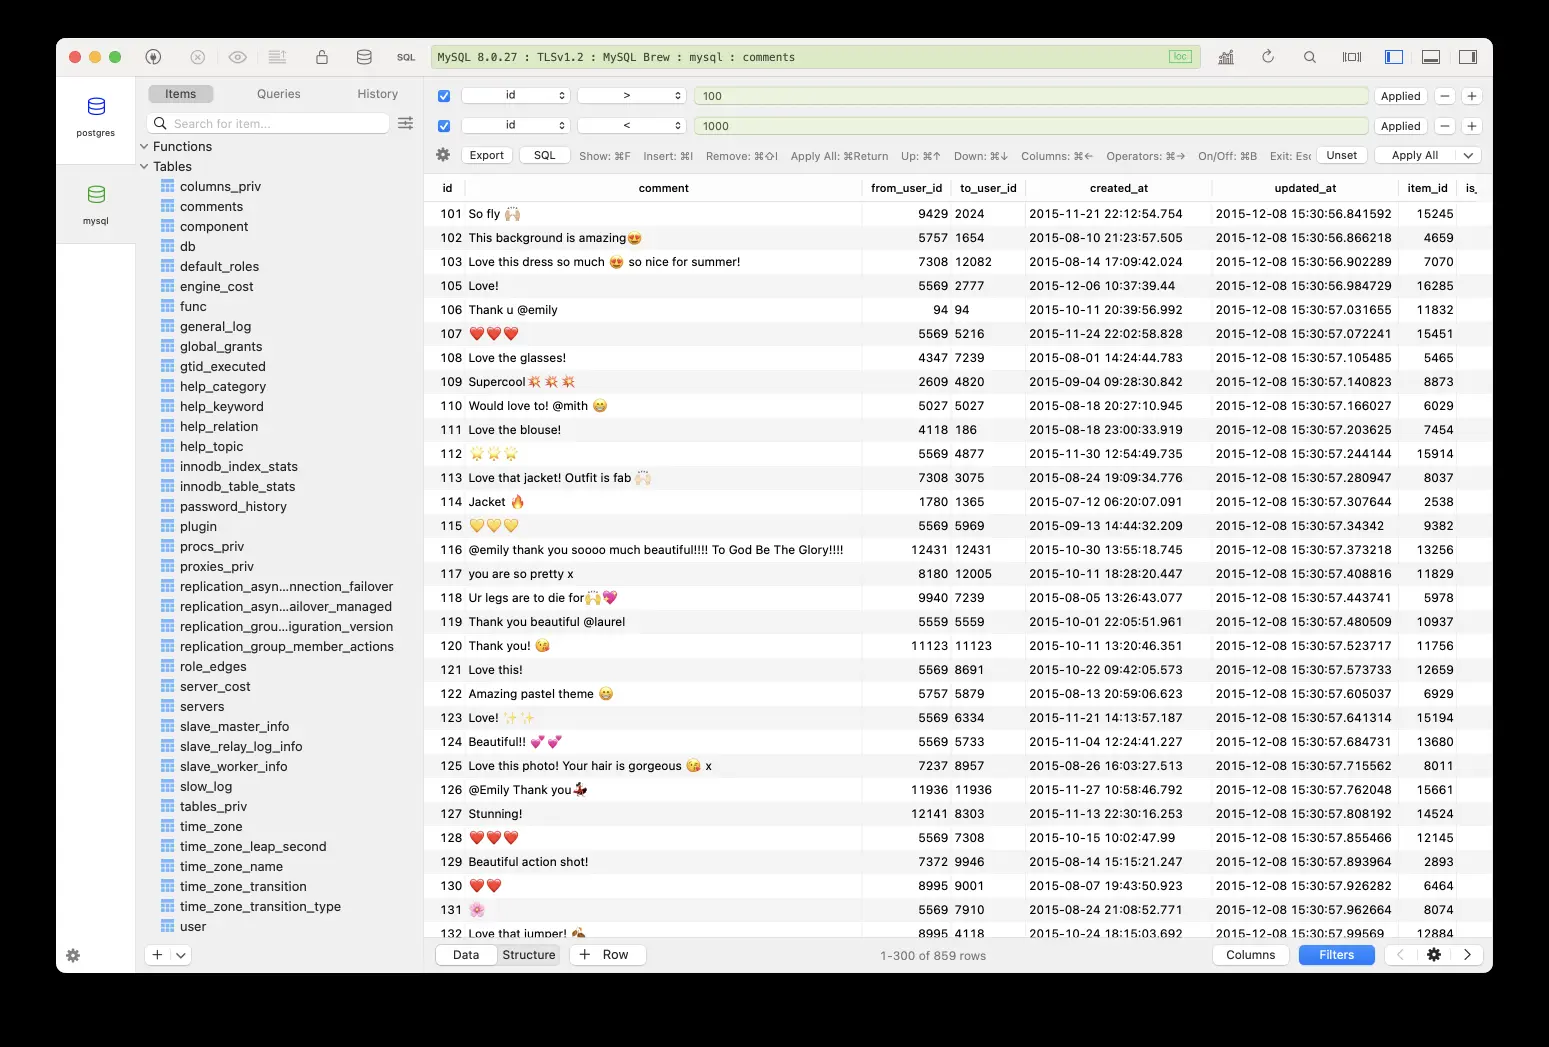 SQL MySQL 8.0.27 : TLSv1.2 : MySQL Brew : mysql : comments loc
postgres
mysql
Items Queries History
Search for item...
Functions
Tables
columns_priv
comments
component
db
default_roles
engine_cost
func
general_log
global_grants
gtid_executed
help_category
help_keyword
help_relation
help_topic
innodb_index_stats
innodb_table_stats
password_history
plugin
procs_priv
proxies_priv
replication_asyn...nnection_failover
replication_asyn...ailover_managed
replication_grou...iguration_version
replication_group_member_actions
role_edges
server_cost
servers
slave_master_info
slave_relay_log_info
slave_worker_info
slow_log
tables_priv
time_zone
time_zone_leap_second
time_zone_name
time_zone_transition
time_zone_transition_type
user
id > 100 Applied
id < 1000 Applied
Export SQL Show: ⌘F Insert: ⌘I Remove: ⌘⇧I Apply All: ⌘Return Up: ⌘↑ Down: ⌘↓ Columns: ⌘← Operators: ⌘→ On/Off: ⌘B Exit: Esc Unset Apply All
id comment from_user_id to_user_id created_at updated_at item_id is_
101 So fly 🙌🏻 9429 2024 2015-11-21 22:12:54.754 2015-12-08 15:30:56.841592 15245
102 This background is amazing😍 5757 1654 2015-08-10 21:23:57.505 2015-12-08 15:30:56.866218 4659
103 Love this dress so much 😍 so nice for summer! 7308 12082 2015-08-14 17:09:42.024 2015-12-08 15:30:56.902289 7070
105 Love! 5569 2777 2015-12-06 10:37:39.44 2015-12-08 15:30:56.984729 16285
106 Thank u @emily 94 94 2015-10-11 20:39:56.992 2015-12-08 15:30:57.031655 11832
107 ❤️❤️❤️ 5569 5216 2015-11-24 22:02:58.828 2015-12-08 15:30:57.072241 15451
108 Love the glasses! 4347 7239 2015-08-01 14:24:44.783 2015-12-08 15:30:57.105485 5465
109 Supercool💥💥💥 2609 4820 2015-09-04 09:28:30.842 2015-12-08 15:30:57.140823 8873
110 Would love to! @mith 😁 5027 5027 2015-08-18 20:27:10.945 2015-12-08 15:30:57.166027 6029
111 Love the blouse! 4118 186 2015-08-18 23:00:33.919 2015-12-08 15:30:57.203625 7454
112 🌟🌟🌟 5569 4877 2015-11-30 12:54:49.735 2015-12-08 15:30:57.244144 15914
113 Love that jacket! Outfit is fab 🙌🏻 7308 3075 2015-08-24 19:09:34.776 2015-12-08 15:30:57.280947 8037
114 Jacket 🔥 1780 1365 2015-07-12 06:20:07.091 2015-12-08 15:30:57.307644 2538
115 💛💛💛 5569 5969 2015-09-13 14:44:32.209 2015-12-08 15:30:57.34342 9382
116 @emily thank you soooo much beautiful!!!! To God Be The Glory!!!! 12431 12431 2015-10-30 13:55:18.745 2015-12-08 15:30:57.373218 13256
117 you are so pretty x 8180 12005 2015-10-11 18:28:20.447 2015-12-08 15:30:57.408816 11829
118 Ur legs are to die for🙌💖 9940 7239 2015-08-05 13:26:43.077 2015-12-08 15:30:57.443741 5978
119 Thank you beautiful @laurel 5559 5559 2015-10-01 22:05:51.961 2015-12-08 15:30:57.480509 10937
120 Thank you! 😘 11123 11123 2015-10-11 13:20:46.351 2015-12-08 15:30:57.523717 11756
121 Love this! 5569 8691 2015-10-22 09:42:05.573 2015-12-08 15:30:57.573733 12659
122 Amazing pastel theme 😁 5757 5879 2015-08-13 20:59:06.623 2015-12-08 15:30:57.605037 6929
123 Love! ✨✨ 5569 6334 2015-11-21 14:13:57.187 2015-12-08 15:30:57.641314 15194
124 Beautiful!! 💕💕 5569 5733 2015-11-04 12:24:41.227 2015-12-08 15:30:57.684731 13680
125 Love this photo! Your hair is gorgeous 😘 x 7237 8957 2015-08-26 16:03:27.513 2015-12-08 15:30:57.715562 8011
126 @Emily Thank you💃🏿 11936 11936 2015-11-27 10:58:46.792 2015-12-08 15:30:57.762048 15661
127 Stunning! 12141 8303 2015-11-13 22:30:16.253 2015-12-08 15:30:57.808192 14524
128 ❤️❤️❤️ 5569 7308 2015-10-15 10:02:47.99 2015-12-08 15:30:57.855466 12145
129 Beautiful action shot! 7372 9946 2015-08-14 15:15:21.247 2015-12-08 15:30:57.893964 2893
130 ❤️❤️ 8995 9001 2015-08-07 19:43:50.923 2015-12-08 15:30:57.926282 6464
131 🌸 5569 7910 2015-08-24 21:08:52.771 2015-12-08 15:30:57.962664 8074
132 Love that jumper! 8995 4118 2015-10-24 18:15:03.692 2015-12-08 15:30:57.99569 12884
Data Structure + Row 1-300 of 859 rows Columns Filters